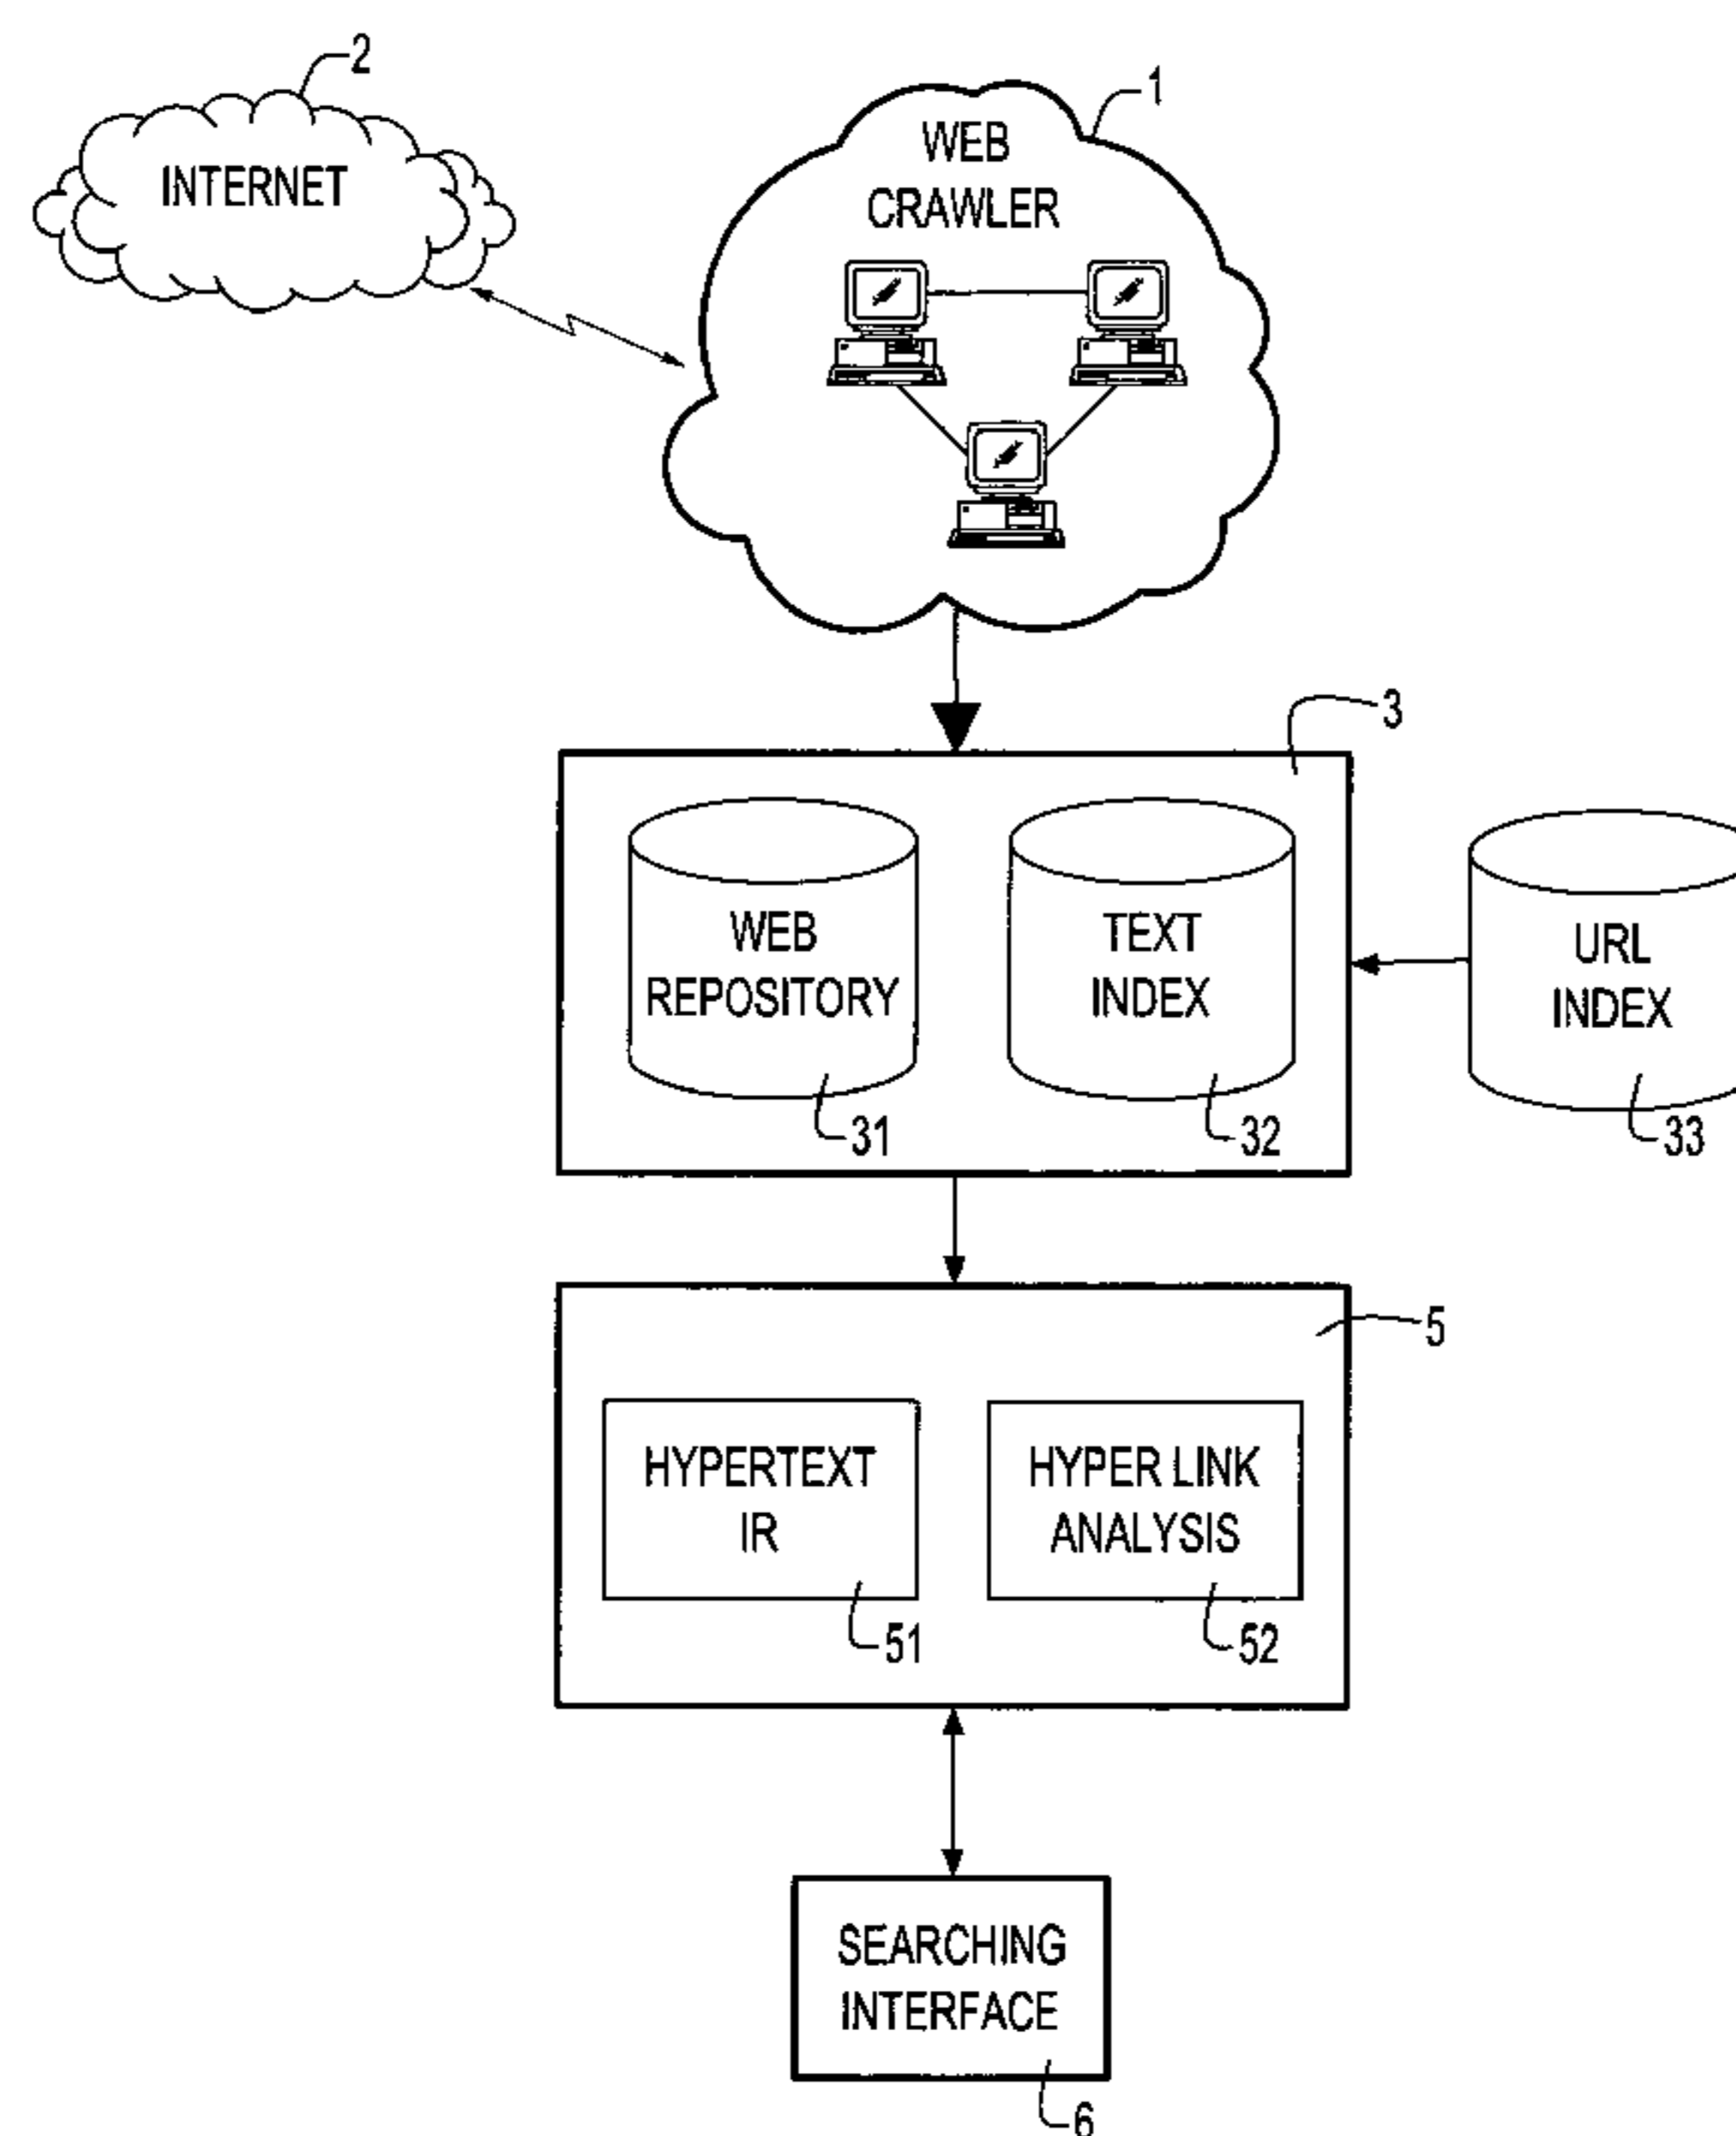 2
INTERNET
1
WEB
CRAWLER
3
WEB
REPOSITORY
31
TEXT
INDEX
32
URL
INDEX
33
5
HYPERTEXT
IR
51
HYPER LINK
ANALYSIS
52
SEARCHING
INTERFACE
6